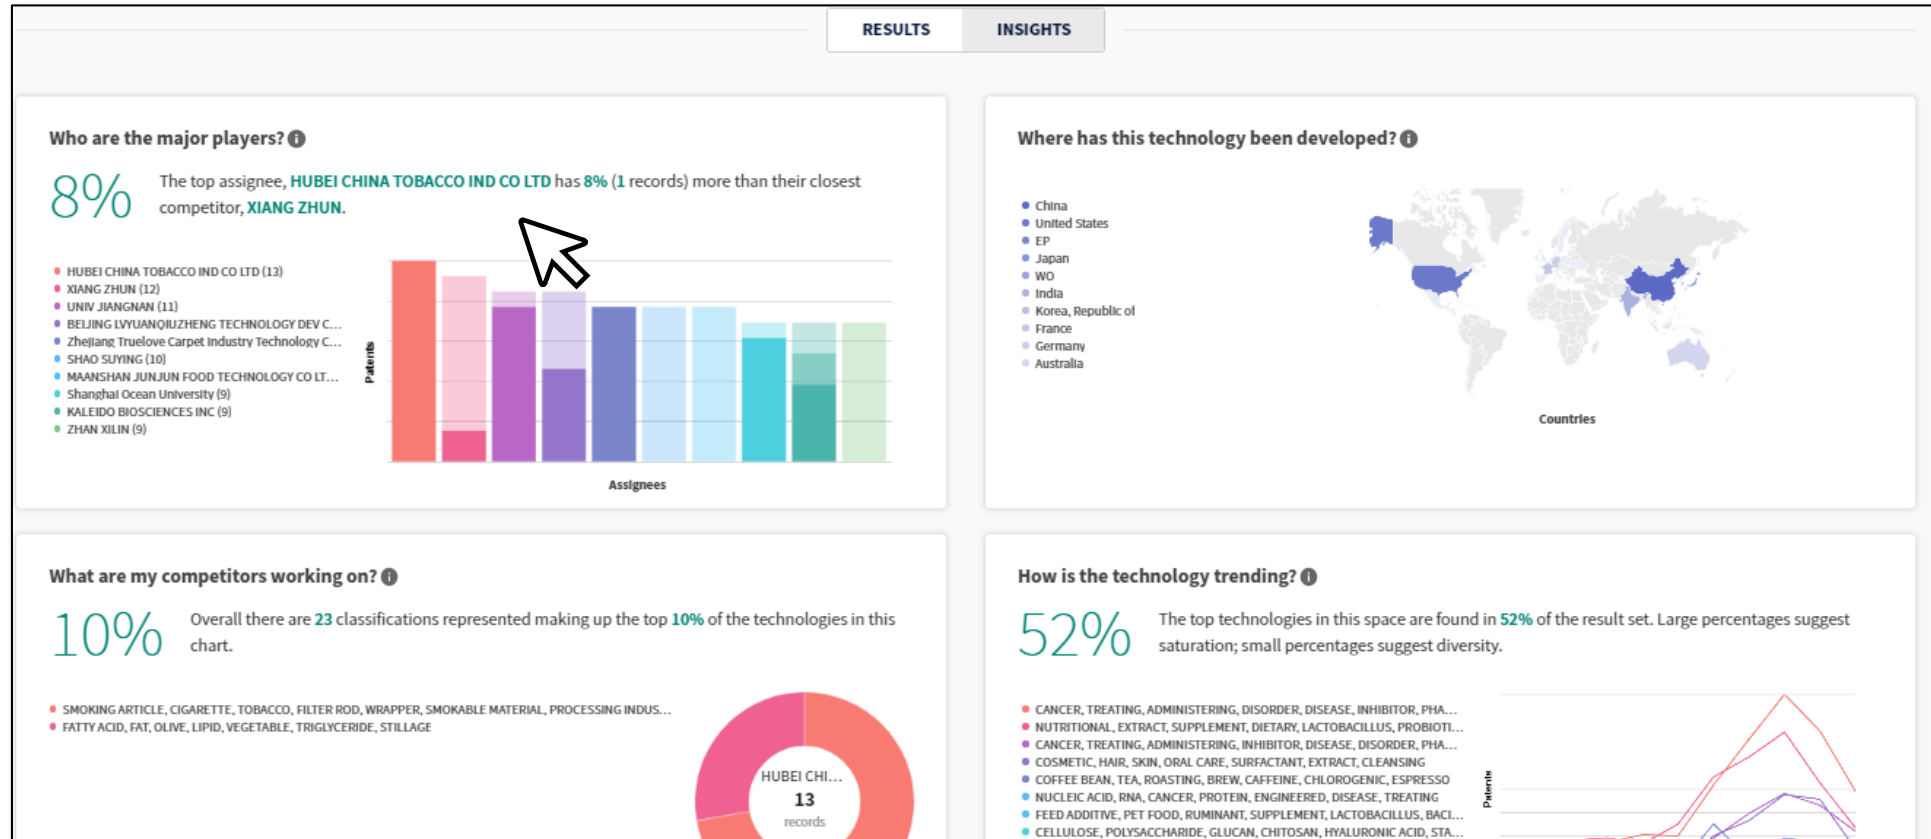 RESULTS
INSIGHTS
Who are the major players?
8%
The top assignee, HUBEI CHINA TOBACCO IND CO LTD has 8% (1 records) more than their closest
competitor, XIANG ZHUN.
HUBEI CHINA TOBACCO IND CO LTD (13)
XIANG ZHUN (12)
UNIV JIANGNAN (11)
BEIJING LVYUANQIUZHENG TECHNOLOGY DEV C...
Zhejiang Truelove Carpet Industry Technology C...
SHAO SUYING (10)
MAANSHAN JUNJUN FOOD TECHNOLOGY CO LT...
Shanghai Ocean University (9)
KALEIDO BIOSCIENCES INC (9)
ZHAN XILIN (9)
Patents
Assignees
Where has this technology been developed?
China
United States
EP
Japan
WO
India
Korea, Republic of
France
Germany
Australia
Countries
What are my competitors working on?
10%
Overall there are 23 classifications represented making up the top 10% of the technologies in this
chart.
SMOKING ARTICLE, CIGARETTE, TOBACCO, FILTER ROD, WRAPPER, SMOKABLE MATERIAL, PROCESSING INDUS...
FATTY ACID, FAT, OLIVE, LIPID, VEGETABLE, TRIGLYCERIDE, STILLAGE
HUBEI CHI...
13
records
How is the technology trending?
52%
The top technologies in this space are found in 52% of the result set. Large percentages suggest
saturation; small percentages suggest diversity.
CANCER, TREATING, ADMINISTERING, DISORDER, DISEASE, INHIBITOR, PHA...
NUTRITIONAL, EXTRACT, SUPPLEMENT, DIETARY, LACTOBACILLUS, PROBIOTI...
CANCER, TREATING, ADMINISTERING, INHIBITOR, DISEASE, DISORDER, PHA...
COSMETIC, HAIR, SKIN, ORAL CARE, SURFACTANT, EXTRACT, CLEANSING
COFFEE BEAN, TEA, ROASTING, BREW, CAFFEINE, CHLOROGENIC, ESPRESSO
NUCLEIC ACID, RNA, CANCER, PROTEIN, ENGINEERED, DISEASE, TREATING
FEED ADDITIVE, PET FOOD, RUMINANT, SUPPLEMENT, LACTOBACILLUS, BACI...
CELLULOSE, POLYSACCHARIDE, GLUCAN, CHITOSAN, HYALURONIC ACID, STA...
Patents